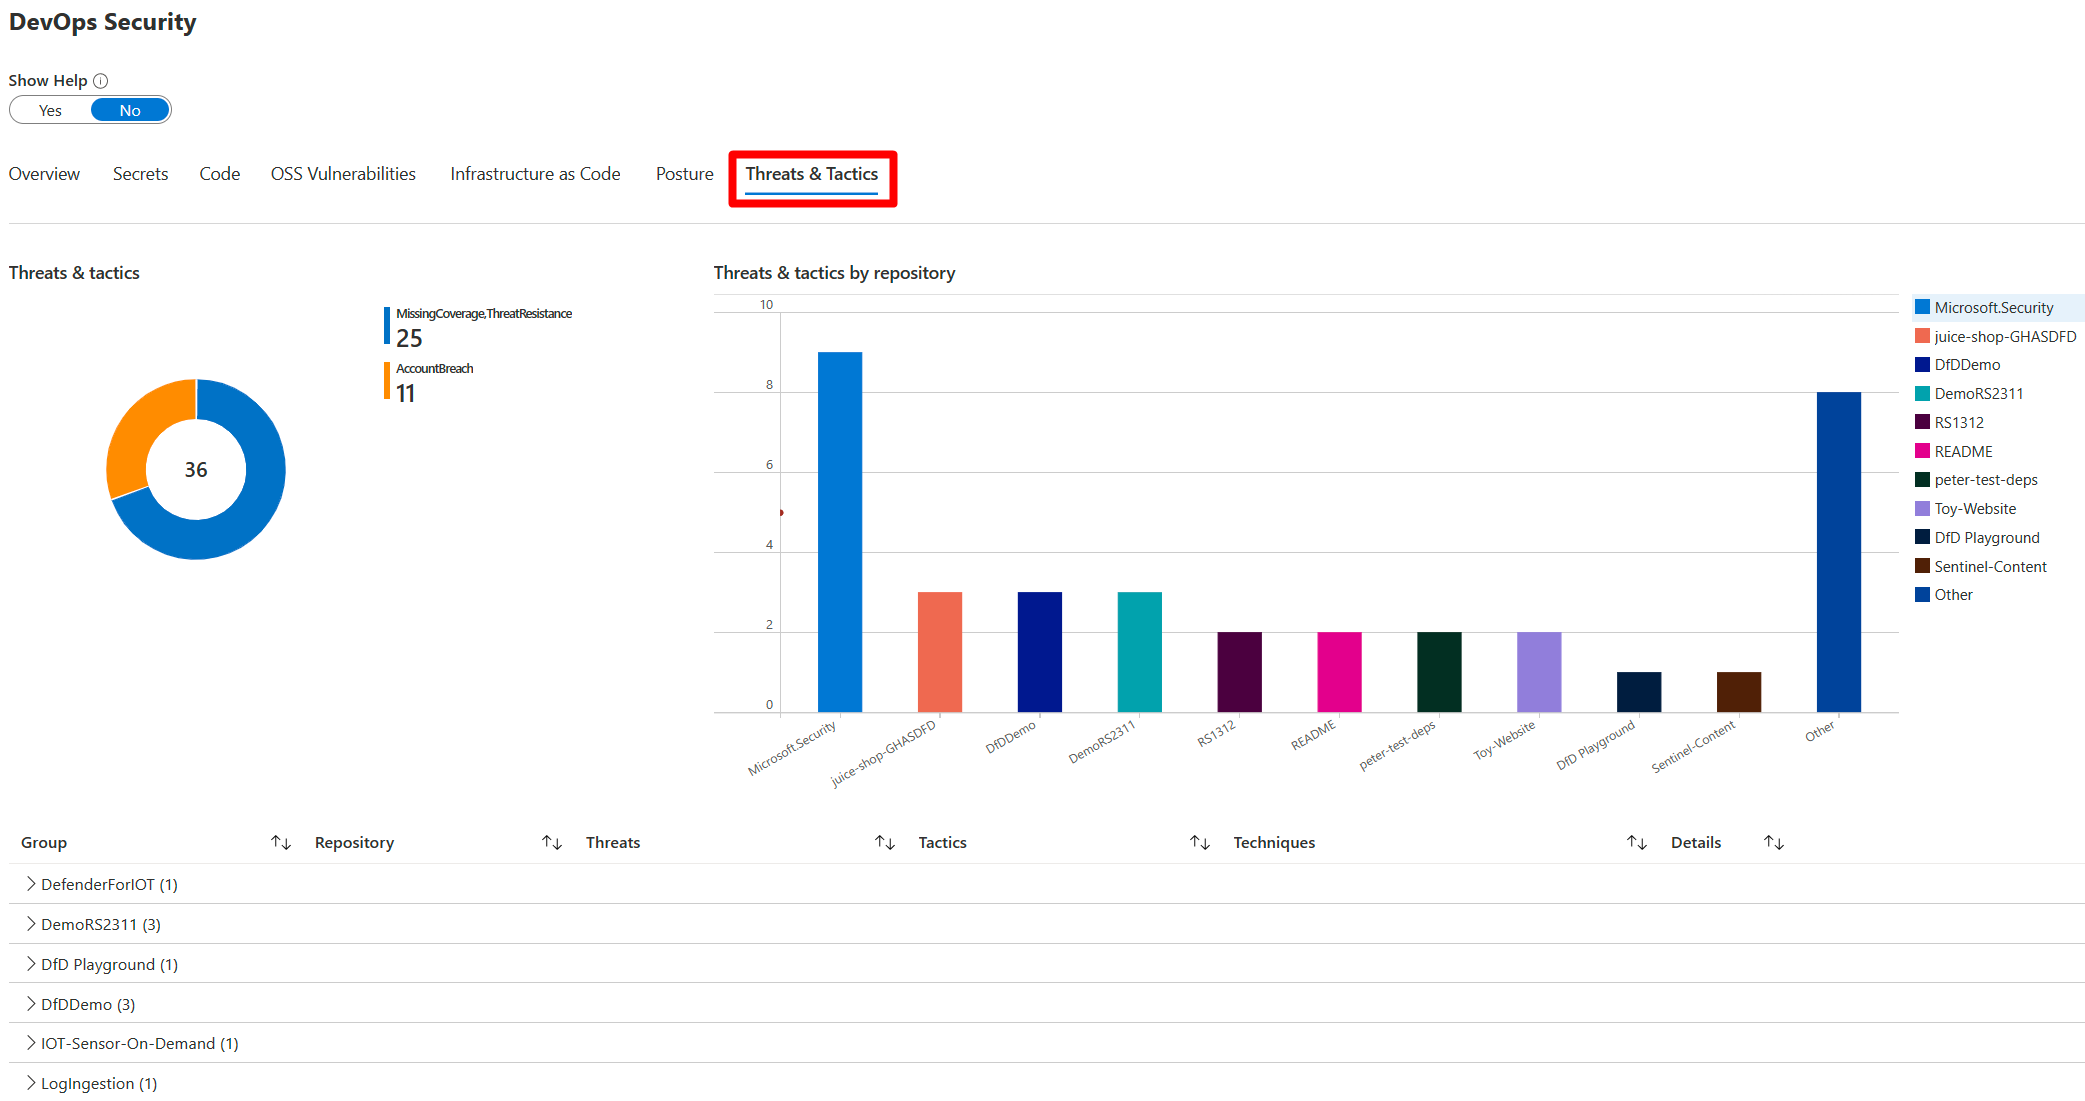 DevOps Security
Show Help
Yes No
Overview Secrets Code OSS Vulnerabilities Infrastructure as Code Posture Threats & Tactics
Threats & tactics
MissingCoverage,ThreatResistance
25
AccountBreach
11
36
Threats & tactics by repository
10
8
6
4
2
0
Microsoft.Security juice-shop-GHASDFD DfDDemo DemoRS2311 RS1312 README peter-test-deps Toy-Website DfD Playground Sentinel-Content Other
Microsoft.Security
juice-shop-GHASDFD
DfDDemo
DemoRS2311
RS1312
README
peter-test-deps
Toy-Website
DfD Playground
Sentinel-Content
Other
Group Repository Threats Tactics Techniques Details
DefenderForIOT (1)
DemoRS2311 (3)
DfD Playground (1)
DfDDemo (3)
IOT-Sensor-On-Demand (1)
LogIngestion (1)